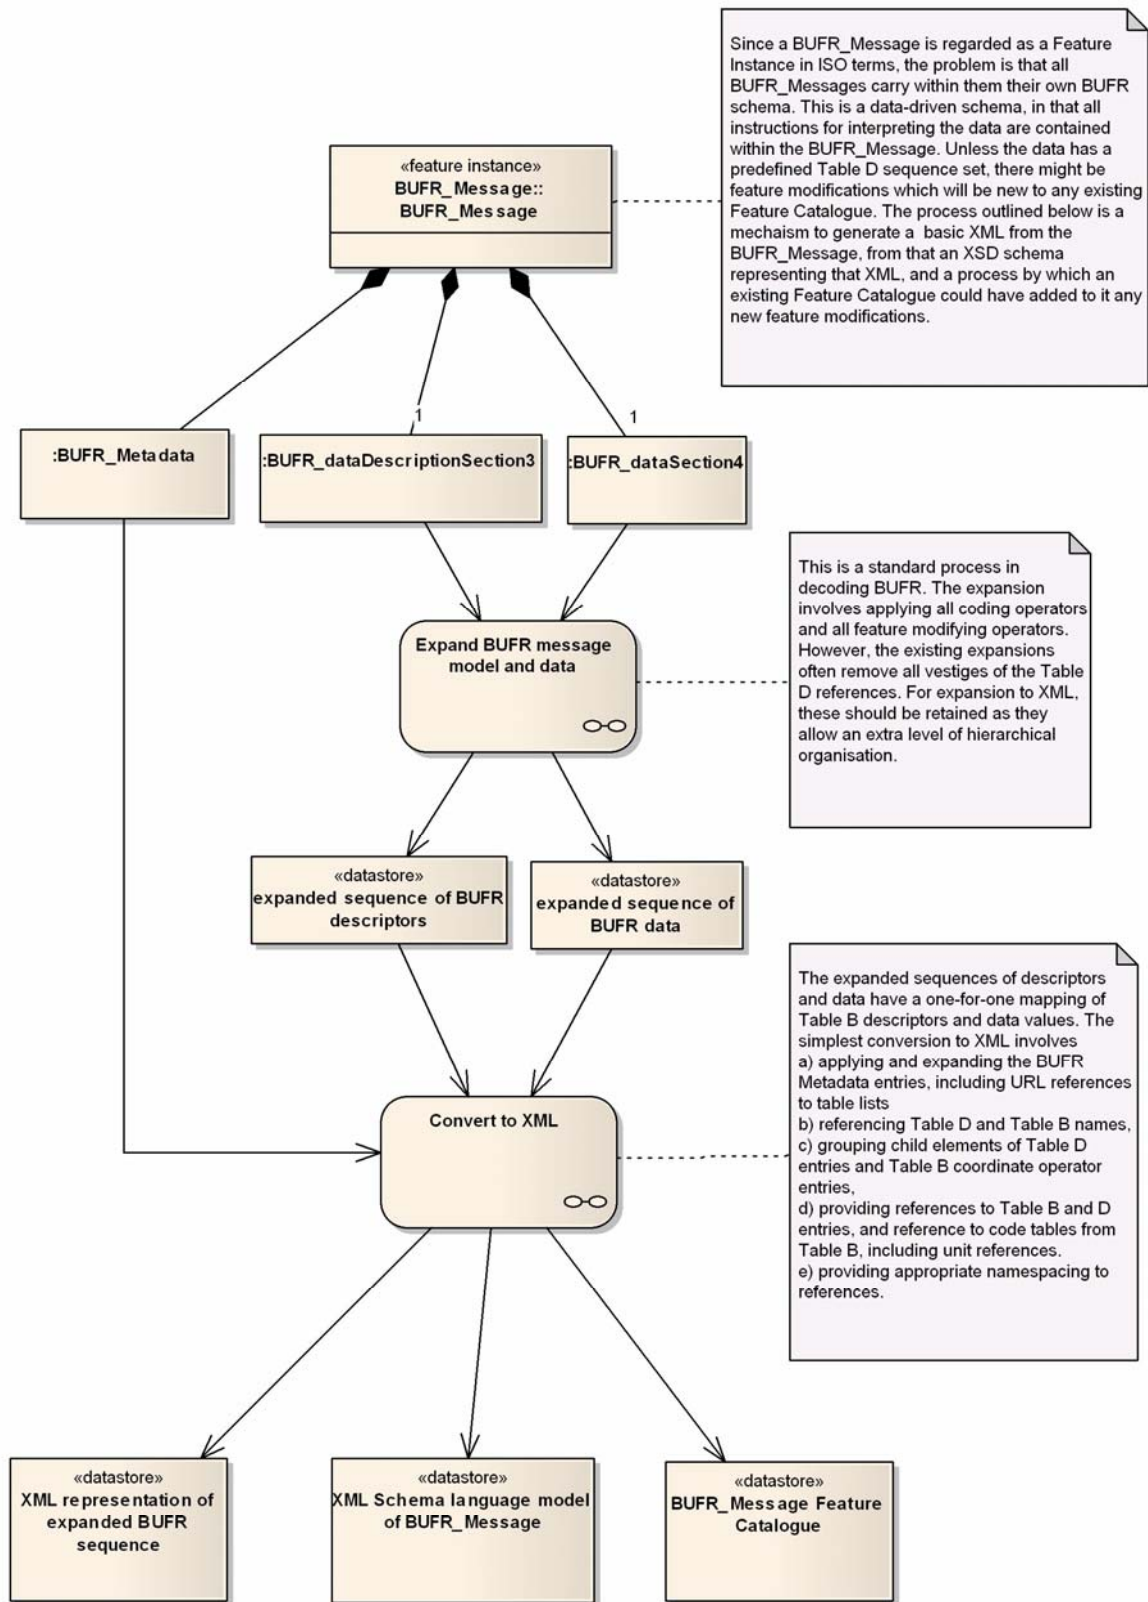 Since a BUFR_Message is regarded as a Feature
Instance in ISO terms, the problem is that all
BUFR_Messages carry within them their own BUFR
schema. This is a data-driven schema, in that all
instructions for interpreting the data are contained
within the BUFR_Message. Unless the data has a
predefined Table D sequence set, there might be
feature modifications which will be new to any existing
Feature Catalogue. The process outlined below is a
mechaism to generate a basic XML from the
BUFR_Message, from that an XSD schema
representing that XML, and a process by which an
existing Feature Catalogue could have added to it any
new feature modifications.
«feature instance»
BUFR_Message::
BUFR_Message
1
1
:BUFR_Metadata
:BUFR_dataDescriptionSection3
:BUFR_dataSection4
This is a standard process in
decoding BUFR. The expansion
involves applying all coding operators
and all feature modifying operators.
However, the existing expansions
often remove all vestiges of the Table
D references. For expansion to XML,
these should be retained as they
allow an extra level of hierarchical
organisation.
Expand BUFR message
model and data
«datastore»
expanded sequence of BUFR
descriptors
«datastore»
expanded sequence of
BUFR data
The expanded sequences of descriptors
and data have a one-for-one mapping of
Table B descriptors and data values. The
simplest conversion to XML involves
a) applying and expanding the BUFR
Metadata entries, including URL references
to table lists
b) referencing Table D and Table B names,
c) grouping child elements of Table D
entries and Table B coordinate operator
entries,
d) providing references to Table B and D
entries, and reference to code tables from
Table B, including unit references.
e) providing appropriate namespacing to
references.
Convert to XML
«datastore»
XML representation of
expanded BUFR
sequence
«datastore»
XML Schema language model
of BUFR_Message
«datastore»
BUFR_Message Feature
Catalogue